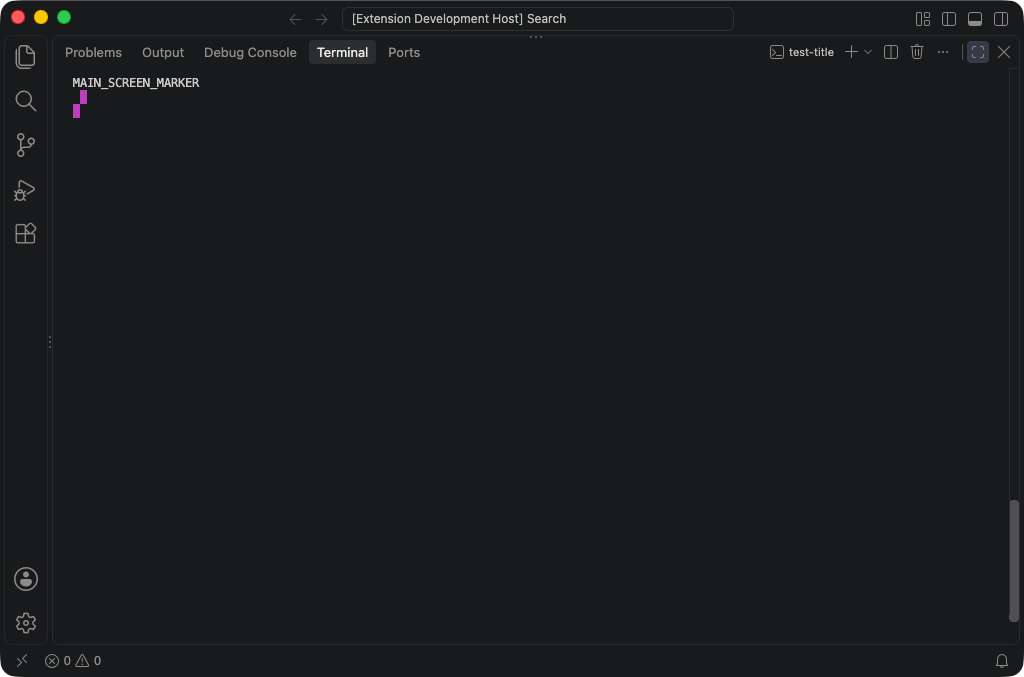 [Extension Development Host] Search
Problems Output Debug Console Terminal Ports test-title
MAIN_SCREEN_MARKER
0 0